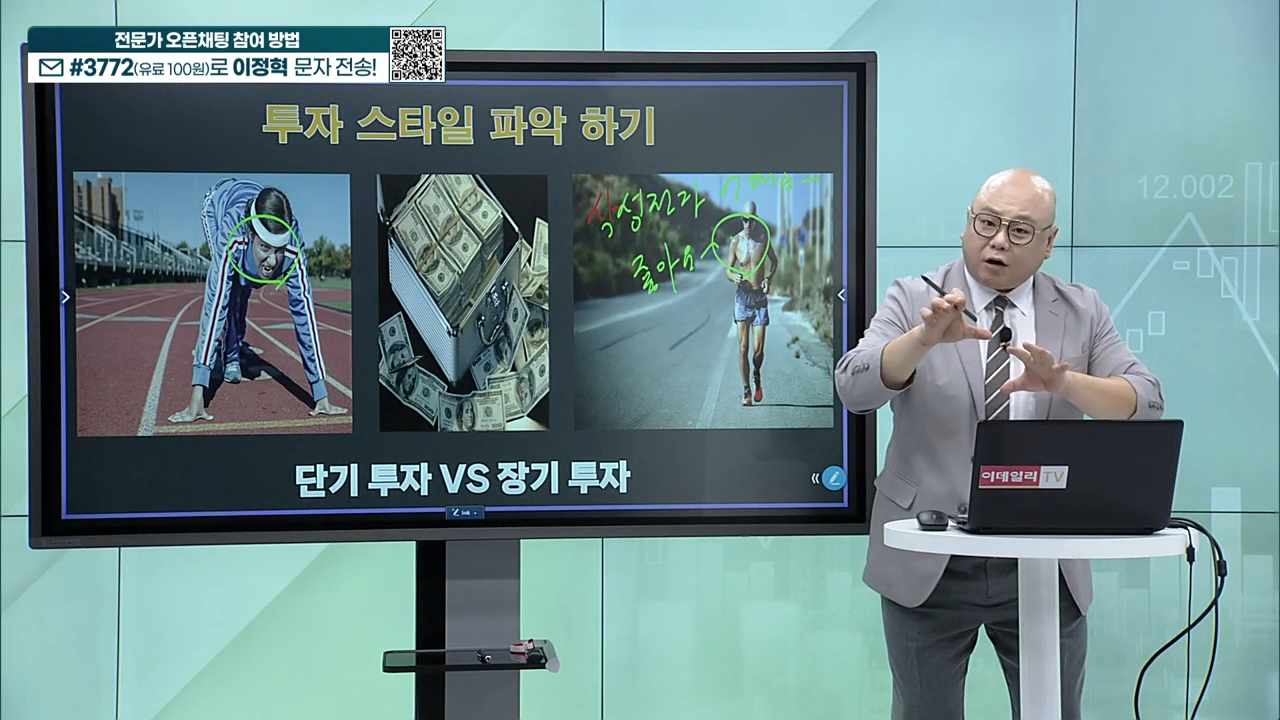 전문가 오픈채팅 참여 방법
#3772(유료 100원)로 이정혁 문자 전송!
투자 스타일 파악 하기
삼성전자
좋아요
단기 투자 VS 장기 투자
Ink
이데일리 TV
12.002